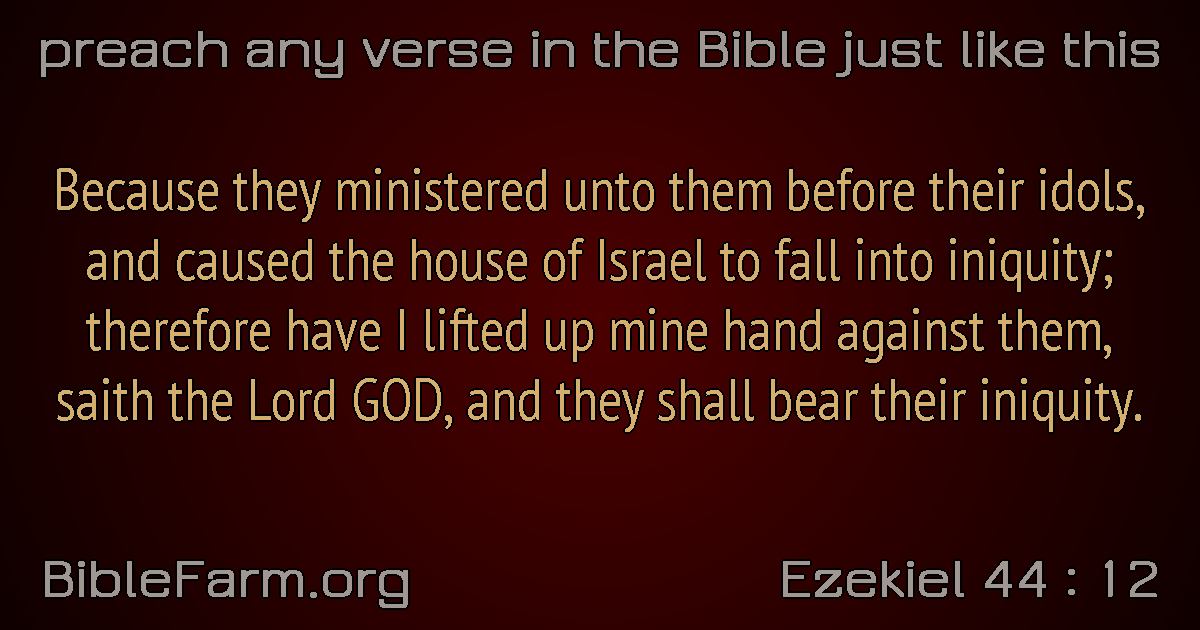 preach any verse in the Bible just like this
Because they ministered unto them before their idols,
and caused the house of Israel to fall into iniquity;
therefore have I lifted up mine hand against them,
saith the Lord GOD, and they shall bear their iniquity.
BibleFarm.org
Ezekiel 44 : 12